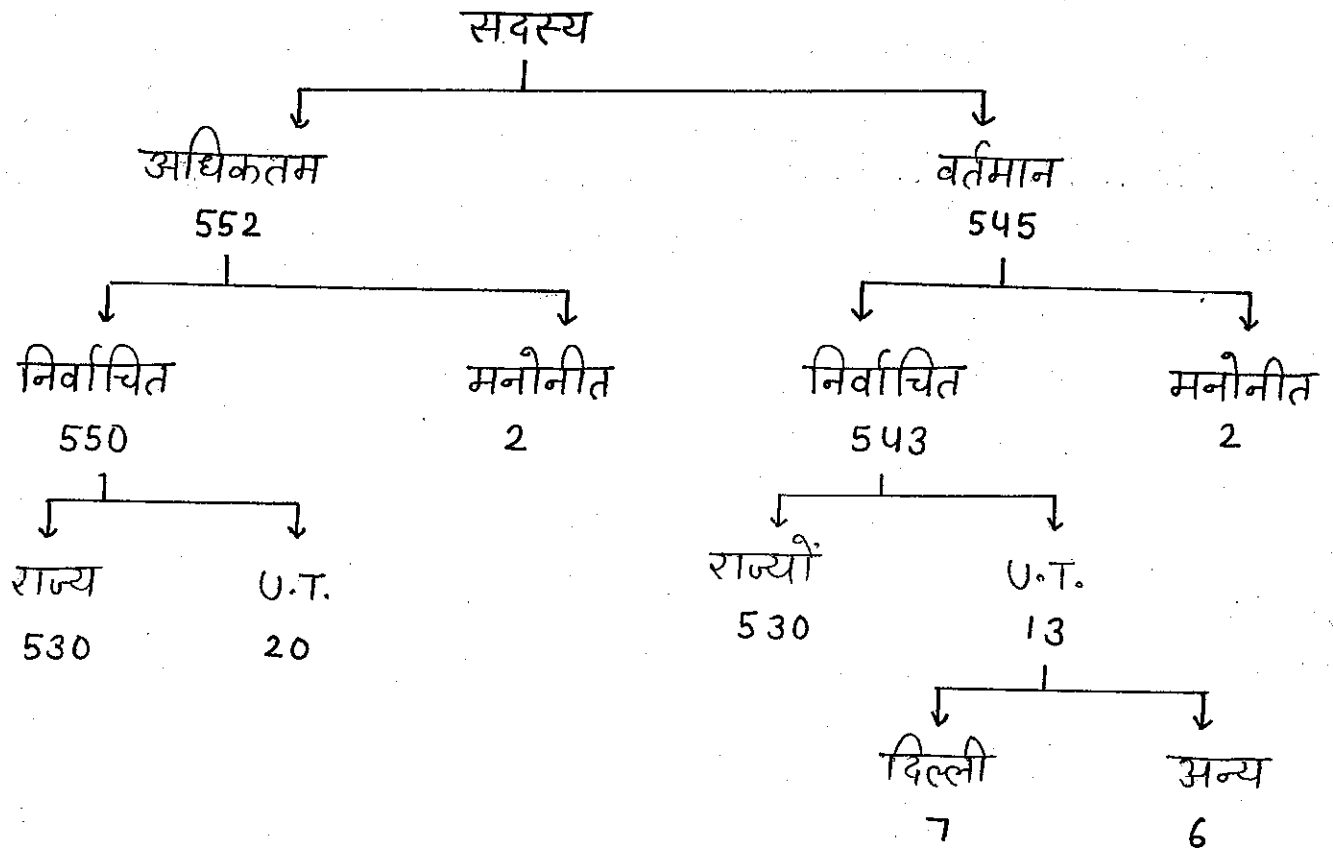 सदस्य
अधिकतम वर्तमान
552 545
निर्वाचित मनोनीत निर्वाचित मनोनीत
550 2 543 2
राज्य U.T. राज्यों U.T.
530 20 530 13
दिल्ली अन्य
7 6